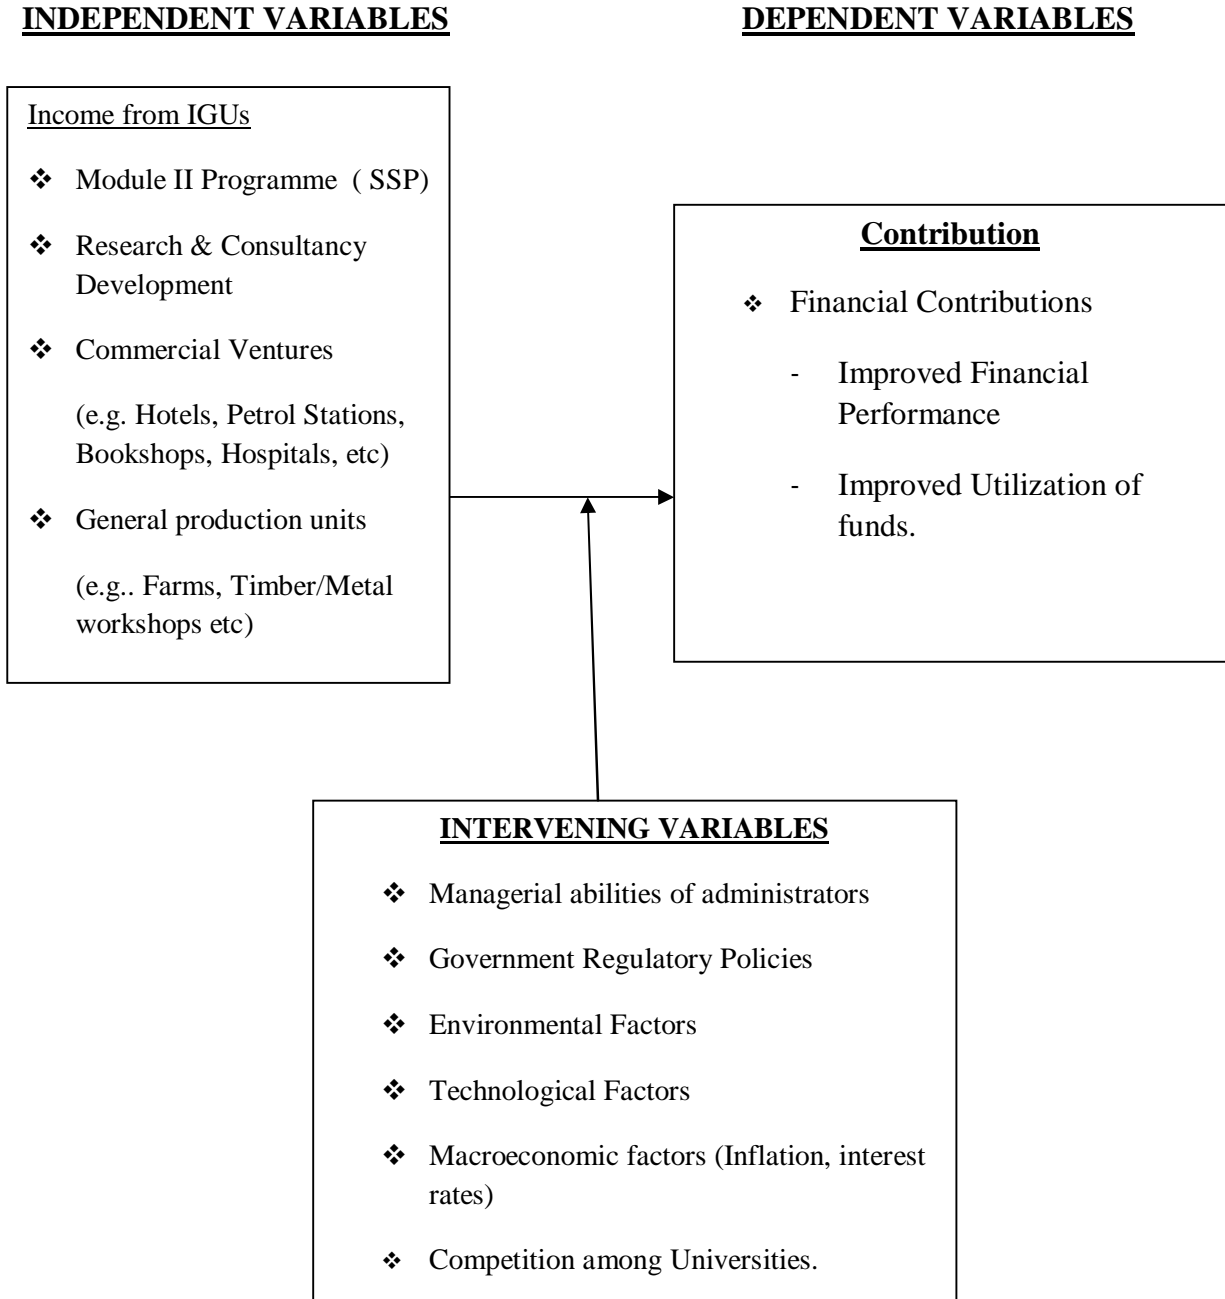 INDEPENDENT VARIABLES
DEPENDENT VARIABLES
Income from IGUs
❖ Module II Programme ( SSP)
❖ Research & Consultancy
Development
❖ Commercial Ventures
(e.g. Hotels, Petrol Stations,
Bookshops, Hospitals, etc)
❖ General production units
(e.g.. Farms, Timber/Metal
workshops etc)
Contribution
❖ Financial Contributions
- Improved Financial
Performance
- Improved Utilization of
funds.
INTERVENING VARIABLES
❖ Managerial abilities of administrators
❖ Government Regulatory Policies
❖ Environmental Factors
❖ Technological Factors
❖ Macroeconomic factors (Inflation, interest
rates)
❖ Competition among Universities.